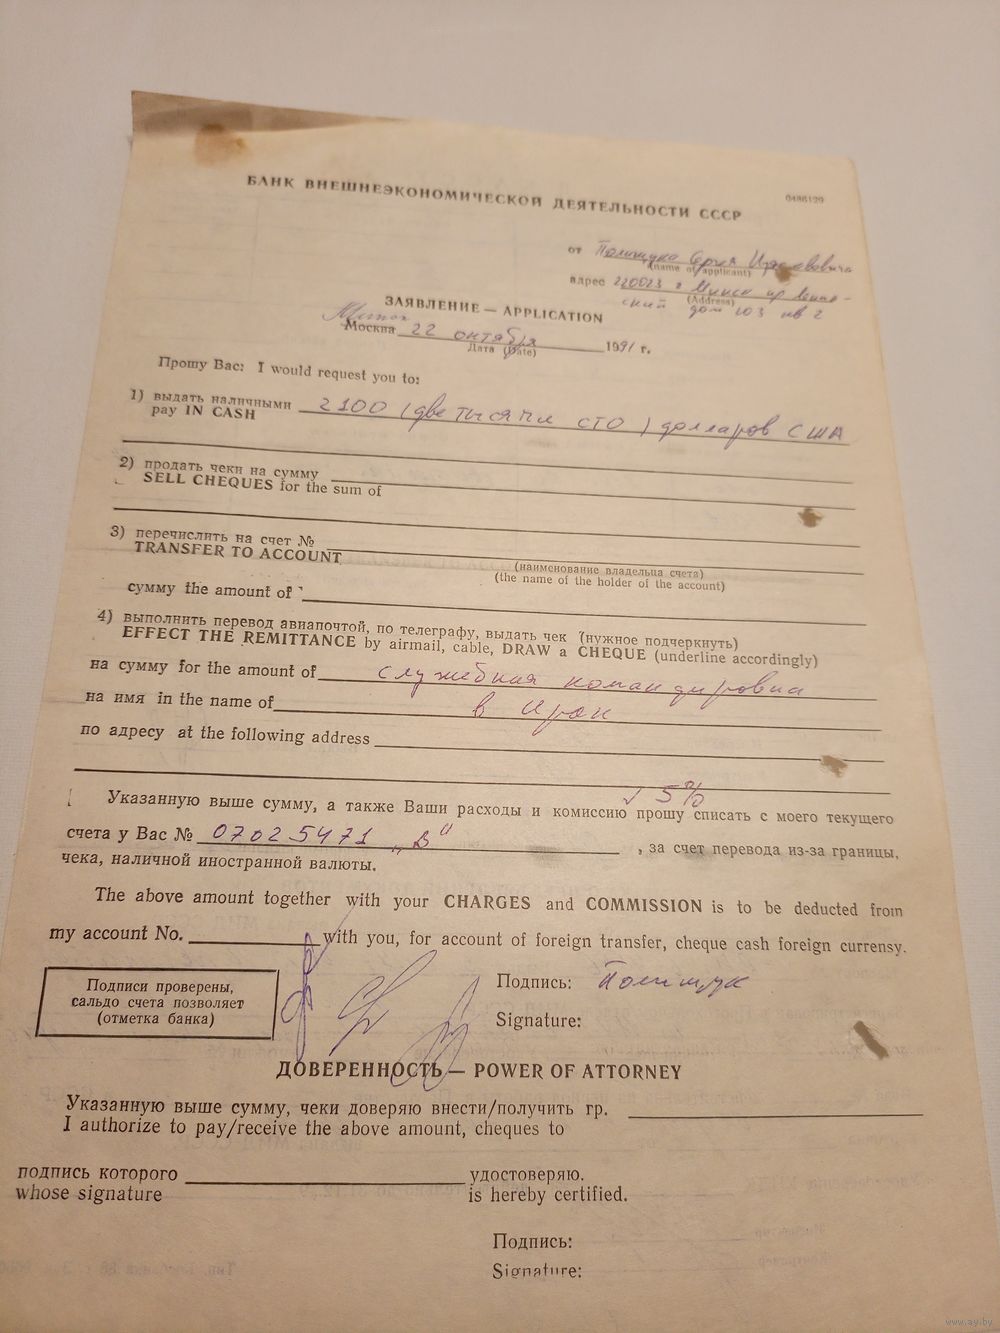 БАНК ВНЕШНЕЭКОНОМИЧЕСКОЙ ДЕЯТЕЛЬНОСТИ СССР
0486120
от Полищука Сергея
(name of applicant)
адрес 220023 г Минск пр Ленин-
(Address)
ский дом 103 кв 2
ЗАЯВЛЕНИЕ — APPLICATION
Минск
Москва 22 октября 1991 г.
Дата (Date)
Прошу Вас: I would request you to:
1) выдать наличными 2100 (две тысячи сто) долларов США
pay IN CASH
2) продать чеки на сумму
SELL CHEQUES for the sum of
3) перечислить на счет №
TRANSFER TO ACCOUNT
(наименование владельца счета)
(the name of the holder of the account)
сумму the amount of
4) выполнить перевод авиапочтой, по телеграфу, выдать чек (нужное подчеркнуть)
EFFECT THE REMITTANCE by airmail, cable, DRAW a CHEQUE (underline accordingly)
на сумму for the amount of служебная командировка
на имя in the name of в Иран
по адресу at the following address
√ 5%
Указанную выше сумму, а также Ваши расходы и комиссию прошу списать с моего текущего
счета у Вас № 07025471 „В" , за счет перевода из-за границы,
чека, наличной иностранной валюты.
The above amount together with your CHARGES and COMMISSION is to be deducted from
my account No. with you, for account of foreign transfer, cheque cash foreign currensy.
Подписи проверены,
сальдо счета позволяет
(отметка банка)
Подпись: Полищук
Signature:
ДОВЕРЕННОСТЬ — POWER OF ATTORNEY
Указанную выше сумму, чеки доверяю внести/получить гр.
I authorize to pay/receive the above amount, cheques to
подпись которого удостоверяю.
whose signature is hereby certified.
Подпись:
Signature:
www.ay.by